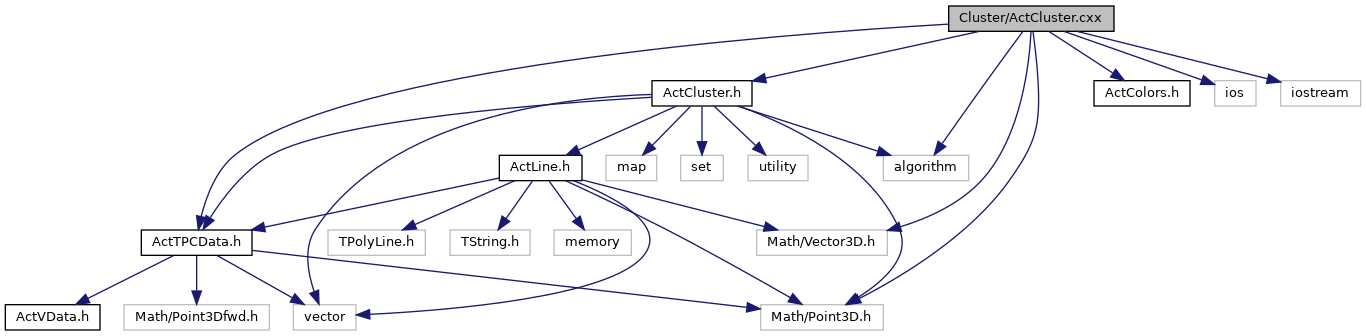 Cluster/ActCluster.cxx
ActCluster.h
ActColors.h
ios
iostream
ActLine.h
map
set
utility
algorithm
ActTPCData.h
TPolyLine.h
TString.h
memory
Math/Vector3D.h
ActVData.h
Math/Point3Dfwd.h
vector
Math/Point3D.h